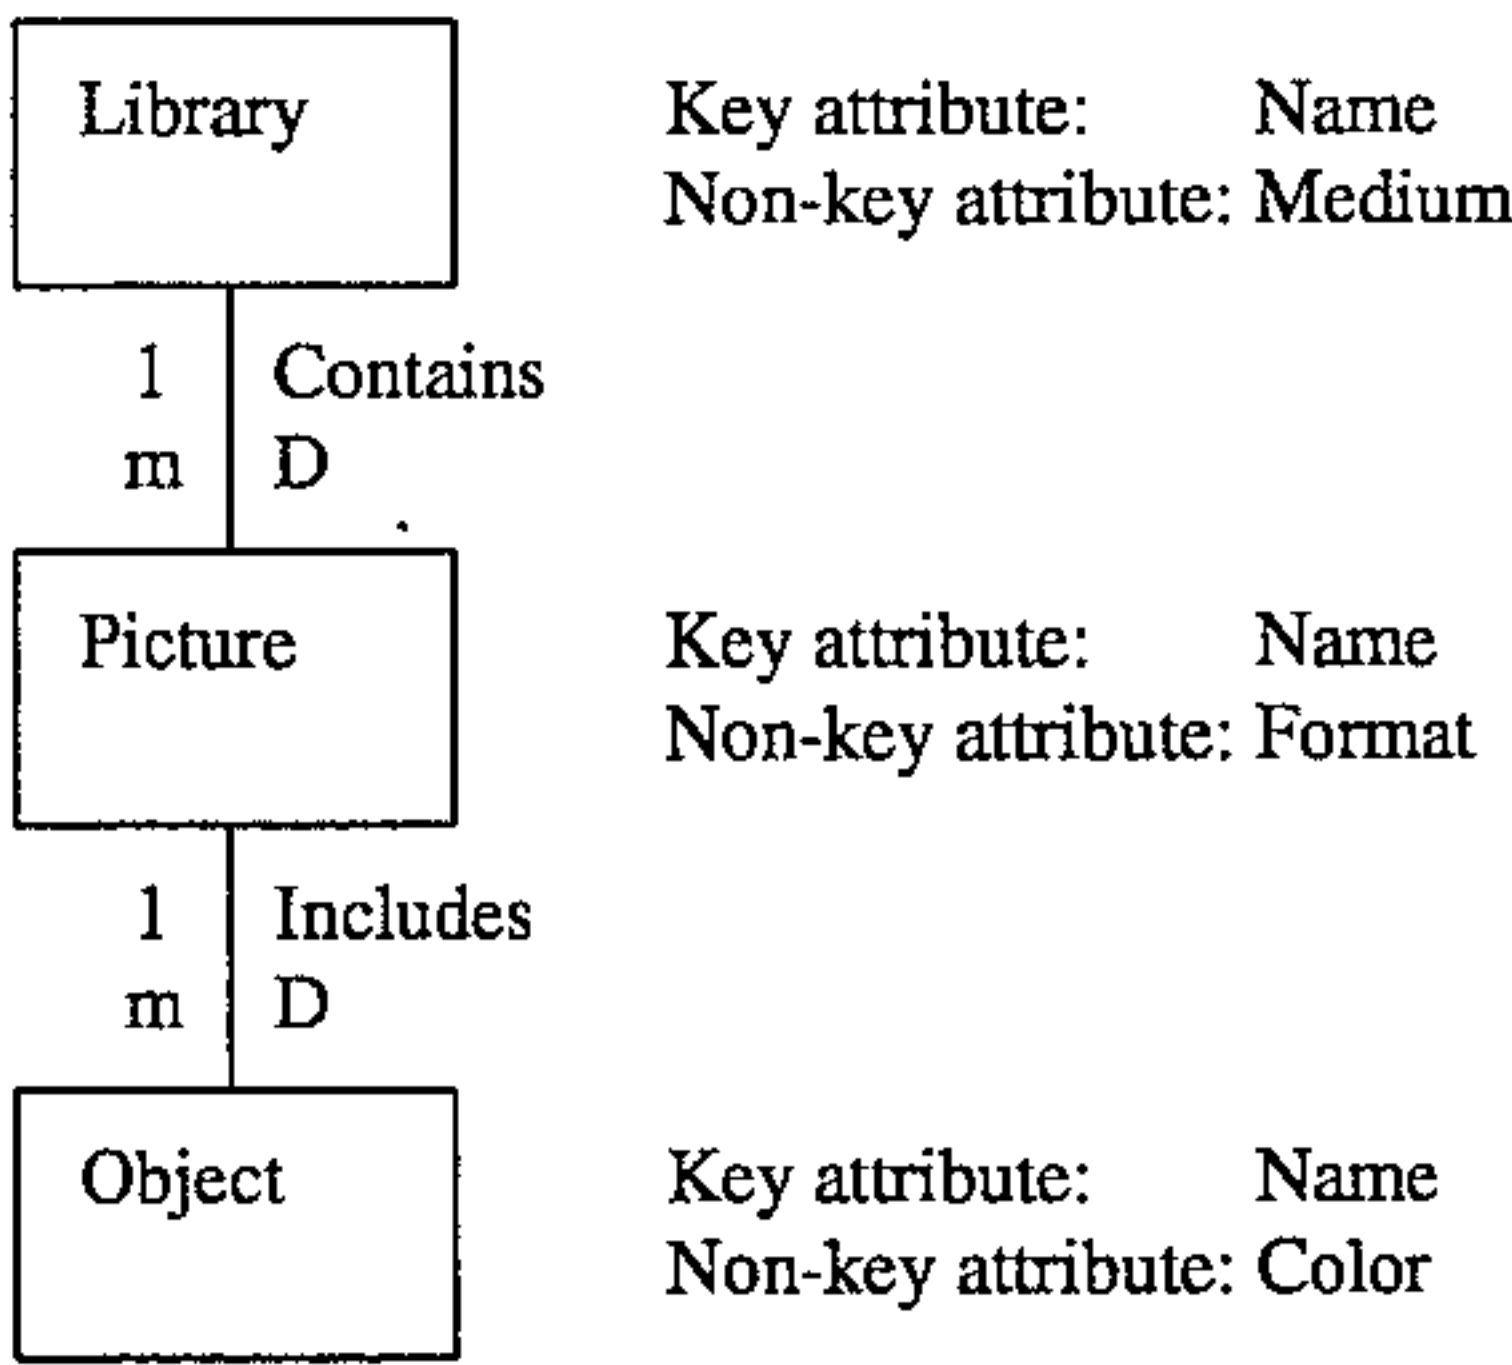 Library
Key attribute: Name
Non-key attribute: Medium
1 Contains
m D
Picture
Key attribute: Name
Non-key attribute: Format
1 Includes
m D
Object
Key attribute: Name
Non-key attribute: Color